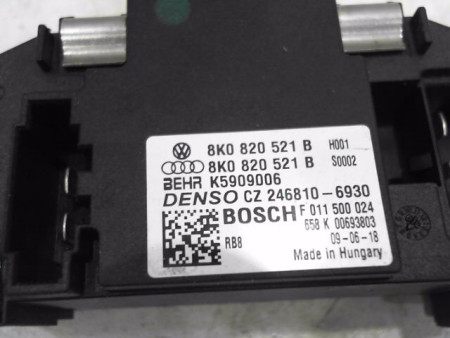 8K0 820 521 B H001
8K0 820 521 B S0002
BEHR K5909006
DENSO CZ 246810-6930
BOSCH F 011 500 024
658 K 00693803
RB8 09-06-18
Made in Hungary